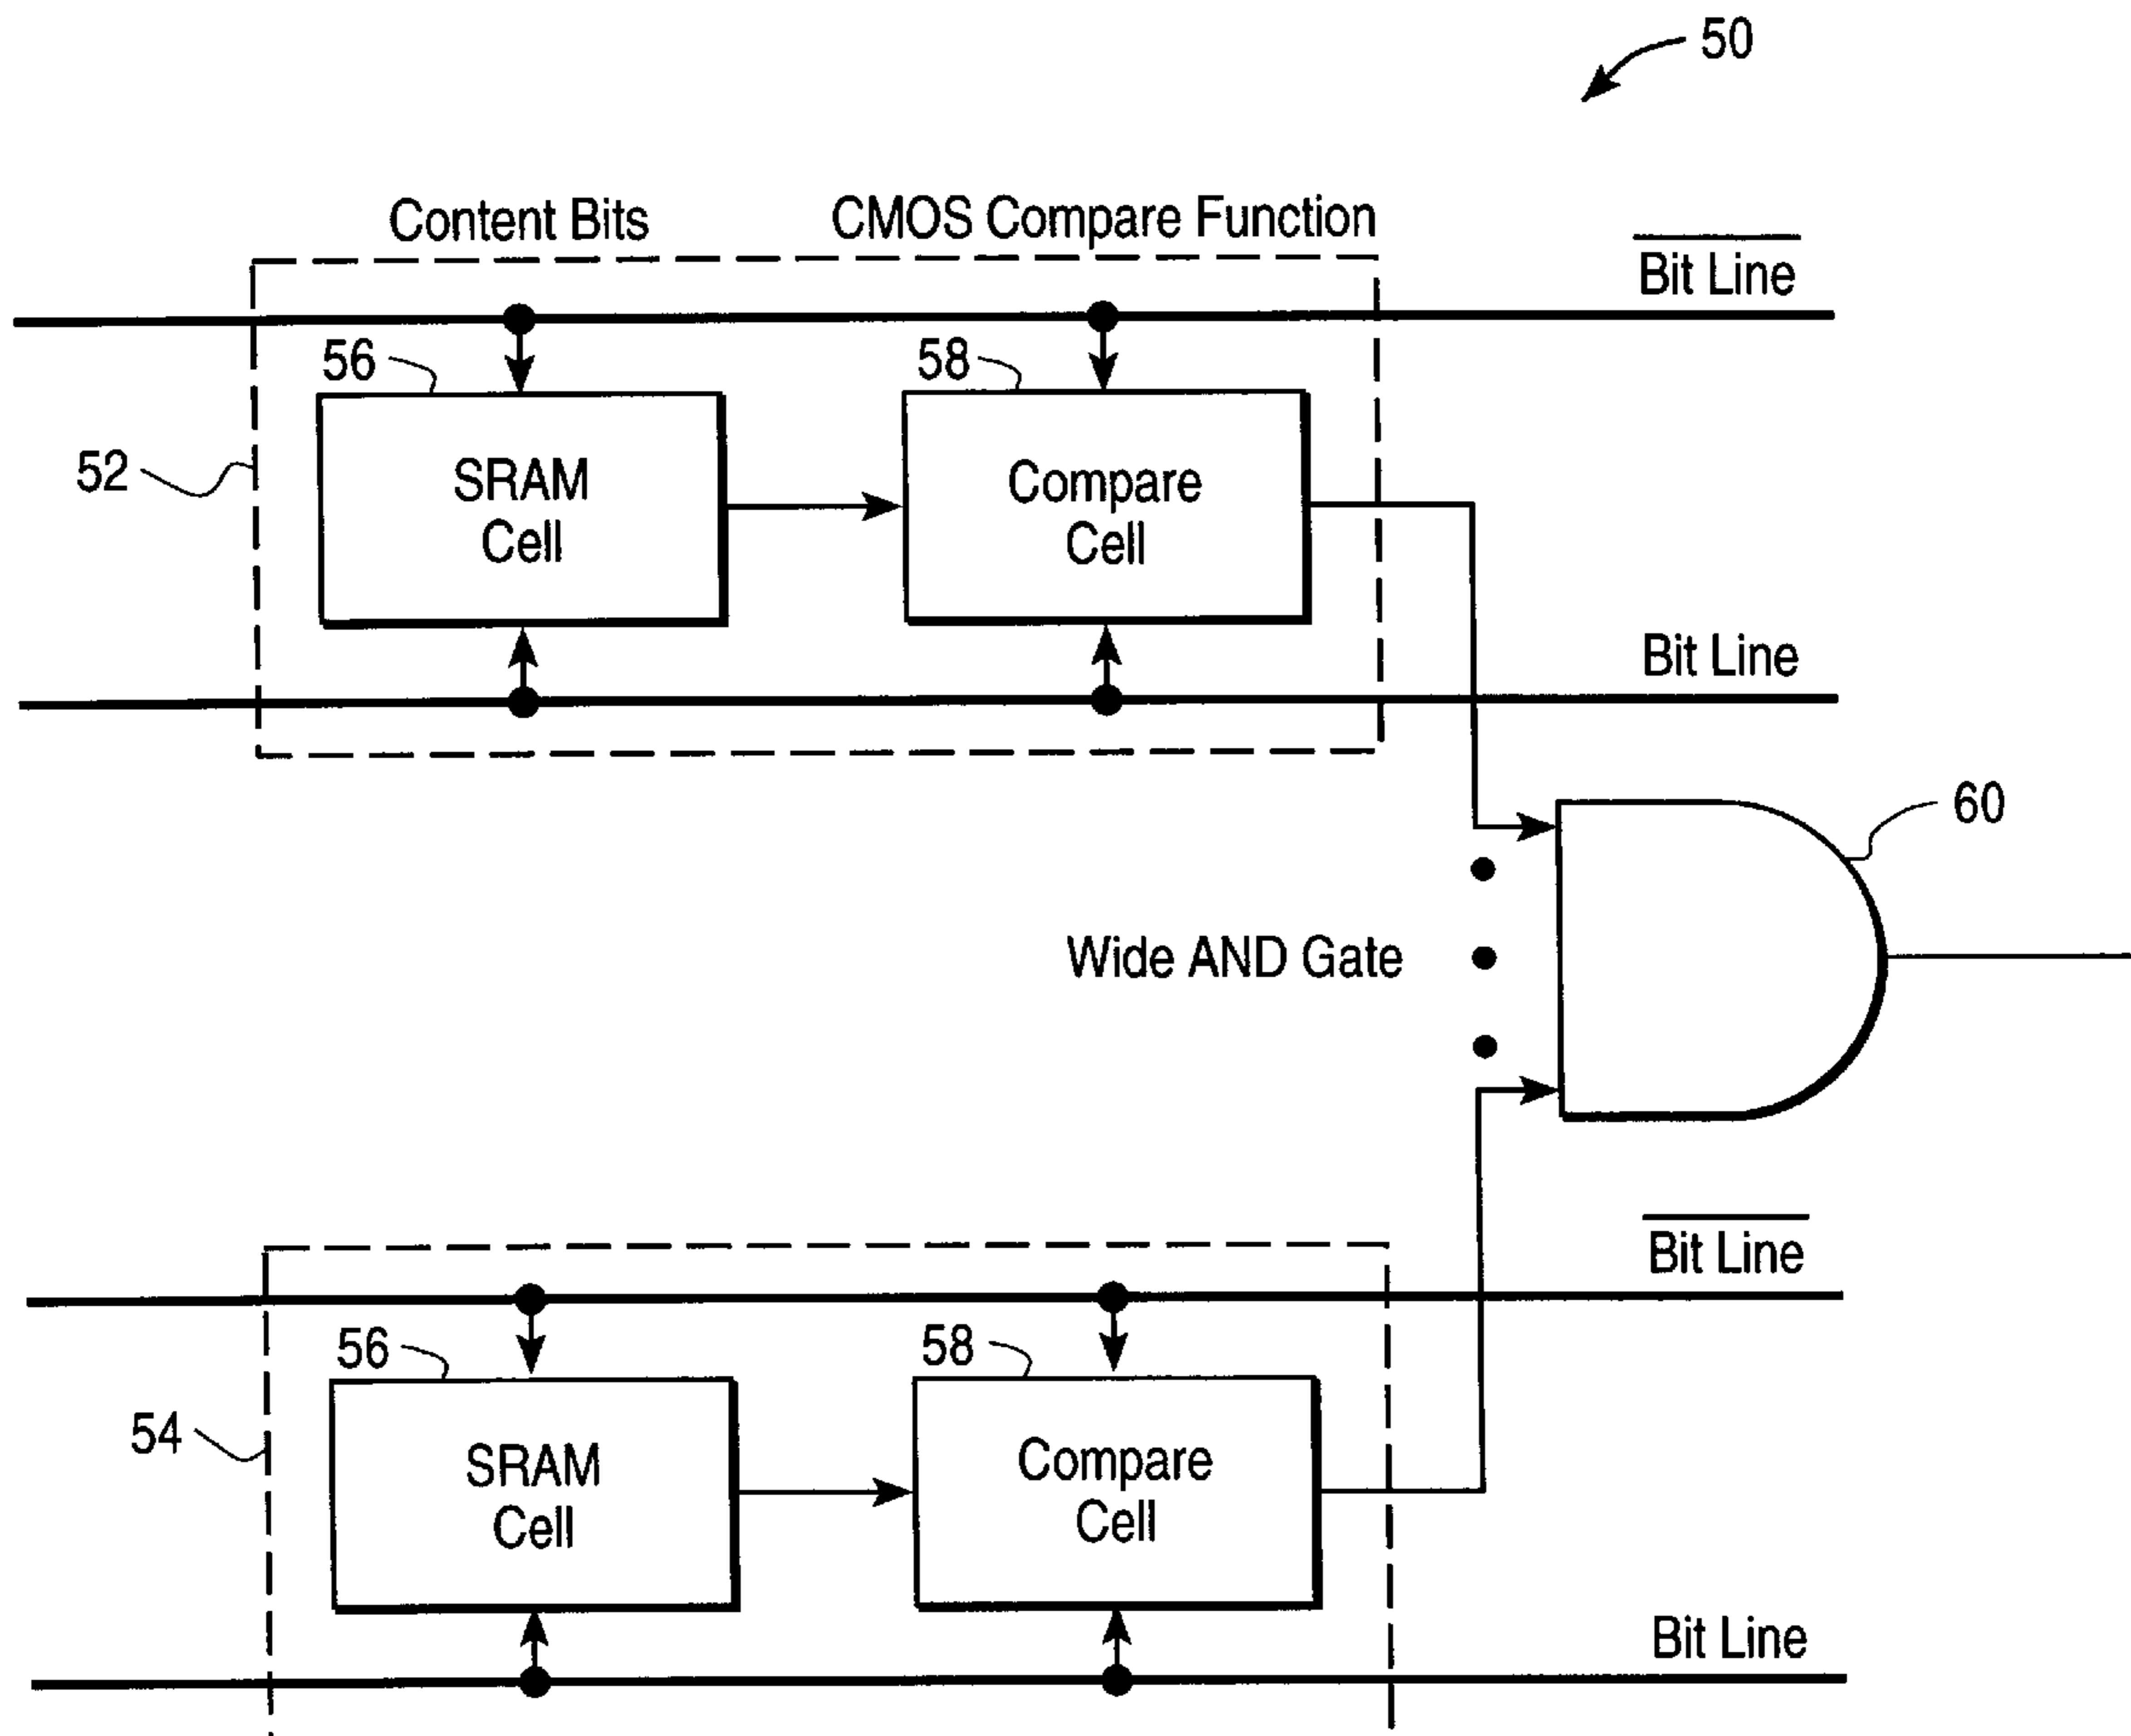 50
Content Bits CMOS Compare Function
Bit Line
56 58
52
SRAM
Cell
Compare
Cell
Bit Line
60
Wide AND Gate
Bit Line
56 58
54
SRAM
Cell
Compare
Cell
Bit Line